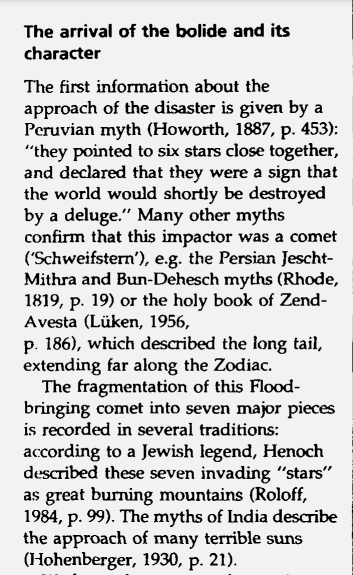 The arrival of the bolide and its
character
The first information about the
approach of the disaster is given by a
Peruvian myth (Howorth, 1887, p. 453):
"they pointed to six stars close together,
and declared that they were a sign that
the world would shortly be destroyed
by a deluge." Many other myths
confirm that this impactor was a comet
('Schweifstern'), e.g. the Persian Jescht-
Mithra and Bun-Dehesch myths (Rhode,
1819, p. 19) or the holy book of Zend-
Avesta (Lüken, 1956,
p. 186), which described the long tail,
extending far along the Zodiac.
The fragmentation of this Flood-
bringing comet into seven major pieces
is recorded in several traditions:
according to a Jewish legend, Henoch
described these seven invading "stars"
as great burning mountains (Roloff,
1984, p. 99). The myths of India describe
the approach of many terrible suns
(Hohenberger, 1930, p. 21).